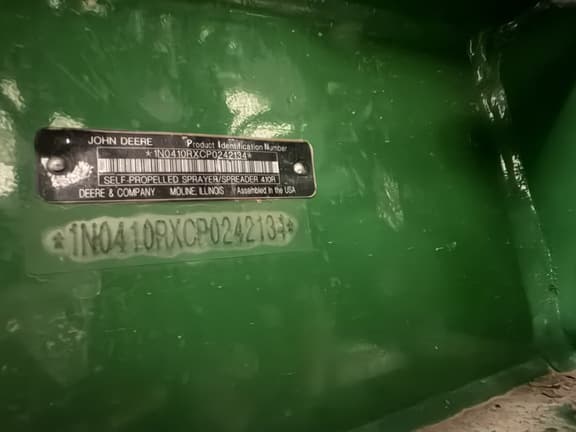 JOHN DEERE Product Identification Number
*1N0410RXCP0242134*
SELF-PROPELLED SPRAYER/SPREADER 410R
DEERE & COMPANY MOLINE, ILLINOIS Assembled in the USA
*1N0410RXCP0242134*